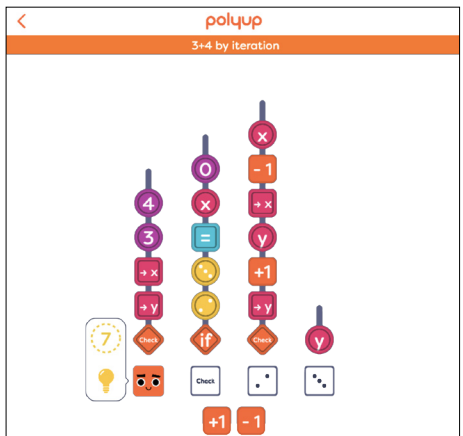 polyup
3+4 by iteration
x
0 - 1
4 x → x
3 = y
→ x +1
→ y → y
7 Check if Check y
Check
+1 - 1